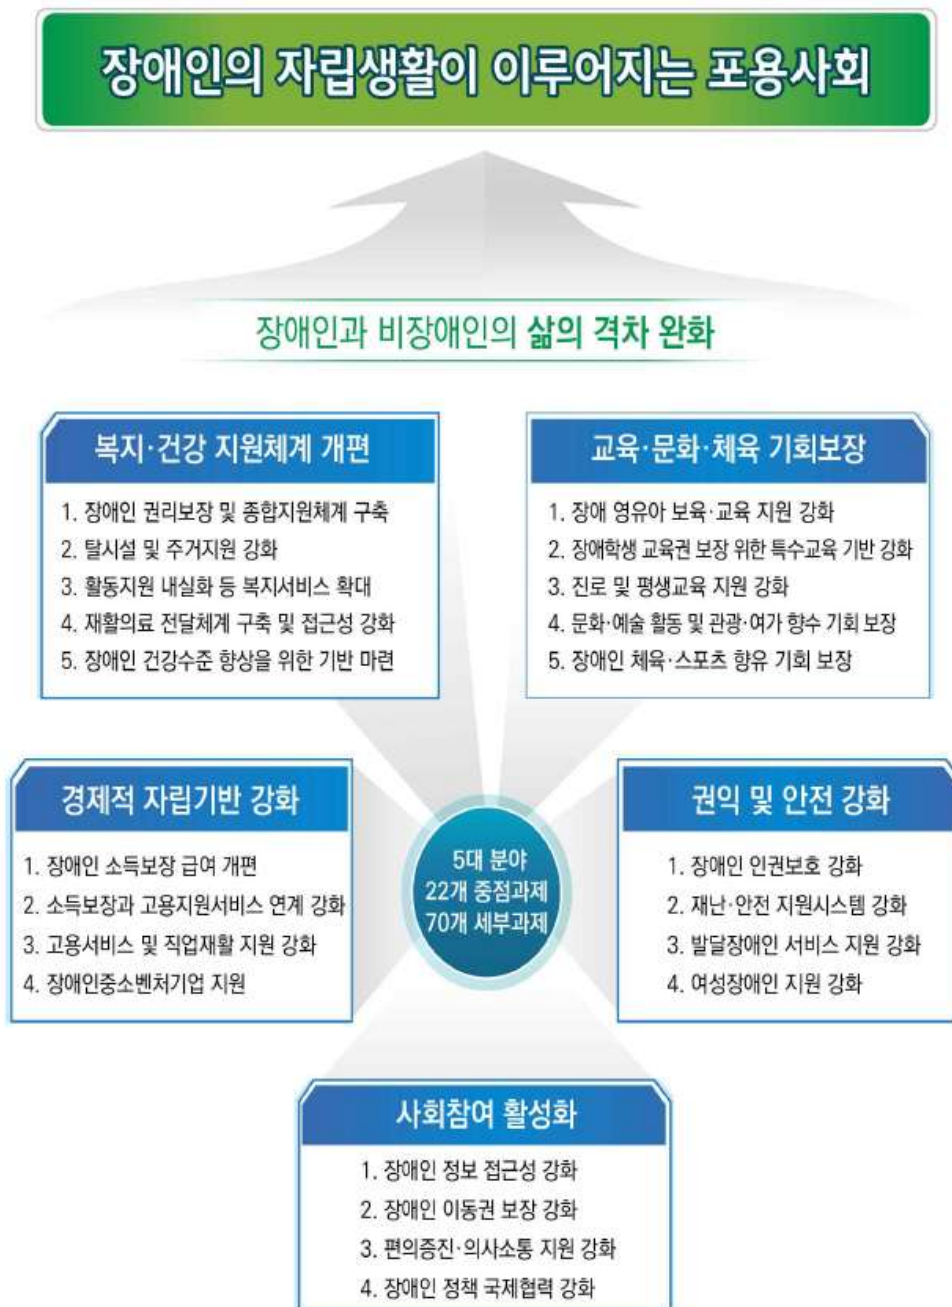 장애인의 자립생활이 이루어지는 포용사회
장애인과 비장애인의 삶의 격차 완화
복지·건강 지원체계 개편
1. 장애인 권리보장 및 종합지원체계 구축
2. 탈시설 및 주거지원 강화
3. 활동지원 내실화 등 복지서비스 확대
4. 재활의료 전달체계 구축 및 접근성 강화
5. 장애인 건강수준 향상을 위한 기반 마련
교육·문화·체육 기회보장
1. 장애 영유아 보육·교육 지원 강화
2. 장애학생 교육권 보장 위한 특수교육 기반 강화
3. 진로 및 평생교육 지원 강화
4. 문화·예술 활동 및 관광·여가 향수 기회 보장
5. 장애인 체육·스포츠 향유 기회 보장
경제적 자립기반 강화
1. 장애인 소득보장 급여 개편
2. 소득보장과 고용지원서비스 연계 강화
3. 고용서비스 및 직업재활 지원 강화
4. 장애인중소벤처기업 지원
5대 분야
22개 중점과제
70개 세부과제
권익 및 안전 강화
1. 장애인 인권보호 강화
2. 재난·안전 지원시스템 강화
3. 발달장애인 서비스 지원 강화
4. 여성장애인 지원 강화
사회참여 활성화
1. 장애인 정보 접근성 강화
2. 장애인 이동권 보장 강화
3. 편의증진·의사소통 지원 강화
4. 장애인 정책 국제협력 강화